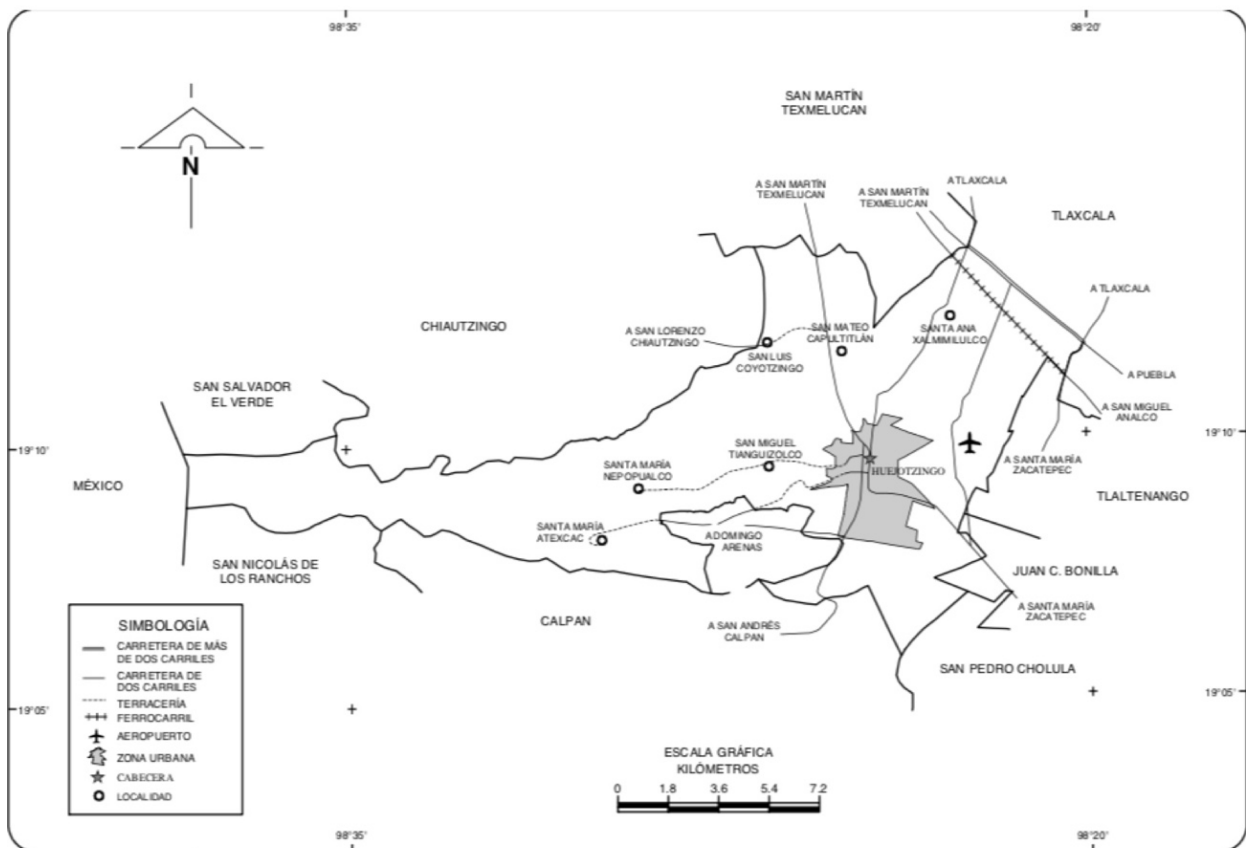 98°35'
98°20'
SAN MARTÍN
TEXMELUCAN
N
A SAN MARTÍN
TEXMELUCAN
A SAN MARTÍN
TEXMELUCAN
A TLAXCALA
TLAXCALA
A TLAXCALA
CHIAUTZINGO
A SAN LORENZO
CHIAUTZINGO
SAN MATEO
CAPULTITLÁN
SANTA ANA
XALMIMILULCO
SAN LUIS
COYOTZINGO
A PUEBLA
SAN SALVADOR
EL VERDE
A SAN MIGUEL
ANALCO
19°10'
19°10'
SAN MIGUEL
TIANGUIZOLCO
HUEJOTZINGO
A SANTA MARÍA
ZACATEPEC
MÉXICO
SANTA MARÍA
NEPOPUALCO
TLALTENANGO
SANTA MARÍA
ATEXCAC
A DOMINGO
ARENAS
SAN NICOLÁS DE
LOS RANCHOS
JUAN C. BONILLA
A SANTA MARÍA
ZACATEPEC
CALPAN
A SAN ANDRÉS
CALPAN
SAN PEDRO CHOLULA
SIMBOLOGÍA
CARRETERA DE MÁS
DE DOS CARRILES
CARRETERA DE
DOS CARRILES
TERRACERÍA
FERROCARRIL
AEROPUERTO
ZONA URBANA
CABECERA
LOCALIDAD
19°05'
19°05'
ESCALA GRÁFICA
KILÓMETROS
0 1.8 3.6 5.4 7.2
98°35'
98°20'